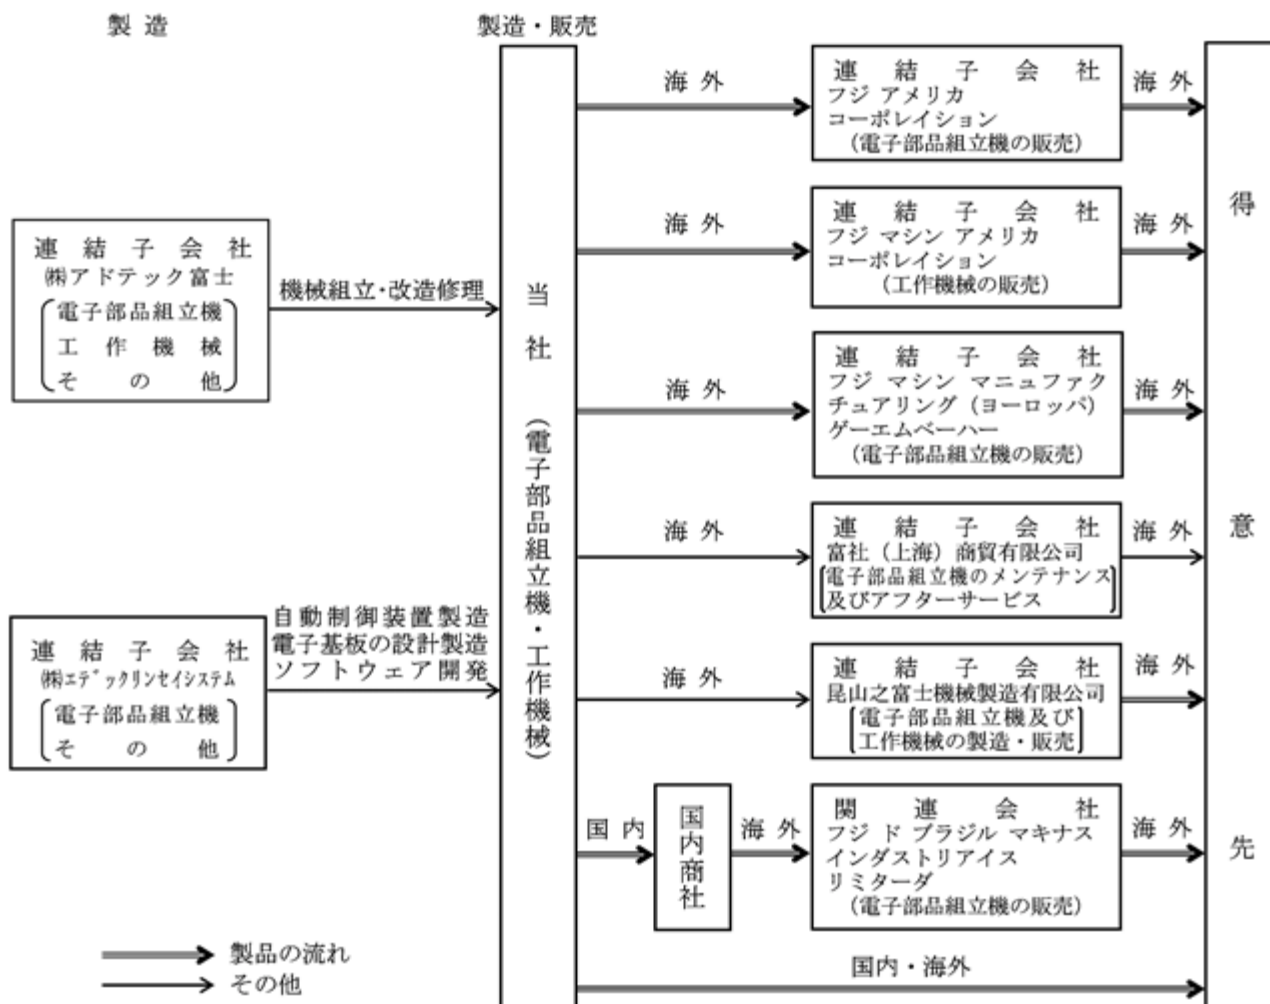 製 造
製造・販売
連結子会社
㈱アドテック富士
電子部品組立機
工作機械
その他
機械組立・改造修理
連結子会社
㈱エデックリンセイシステム
電子部品組立機
その他
自動制御装置製造
電子基板の設計製造
ソフトウェア開発
当社(電子部品組立機・工作機械)
海外
連結子会社
フジ アメリカ
コーポレイション
(電子部品組立機の販売)
海外
海外
連結子会社
フジ マシン アメリカ
コーポレイション
(工作機械の販売)
海外
海外
連結子会社
フジ マシン マニュファク
チュアリング(ヨーロッパ)
ゲーエムベーハー
(電子部品組立機の販売)
海外
海外
連結子会社
富社(上海)商貿有限公司
電子部品組立機のメンテナンス
及びアフターサービス
海外
海外
連結子会社
昆山之富士機械製造有限公司
電子部品組立機及び
工作機械の製造・販売
海外
国内
国内商社
海外
関連会社
フジ ド ブラジル マキナス
インダストリアイス
リミターダ
(電子部品組立機の販売)
海外
国内・海外
得意先
製品の流れ
その他